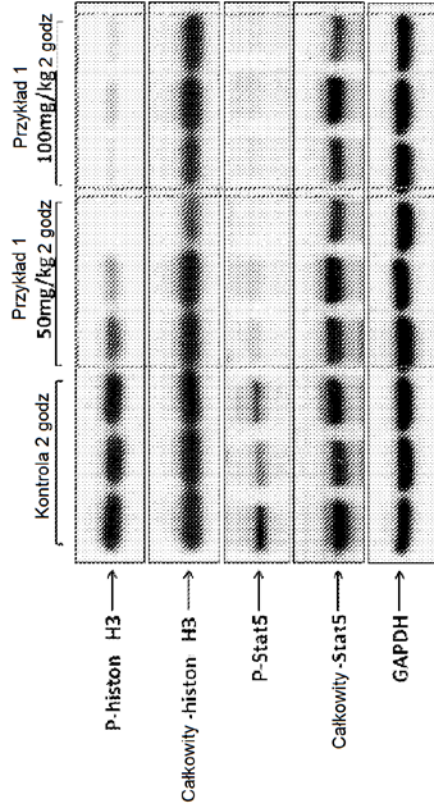 Kontrola 2 godz
Przykład 1
50mg/kg 2 godz
Przykład 1
100mg/kg 2 godz
P-histon H3
Całkowity -histon H3
P-Stat5
Całkowity -Stat5
GAPDH